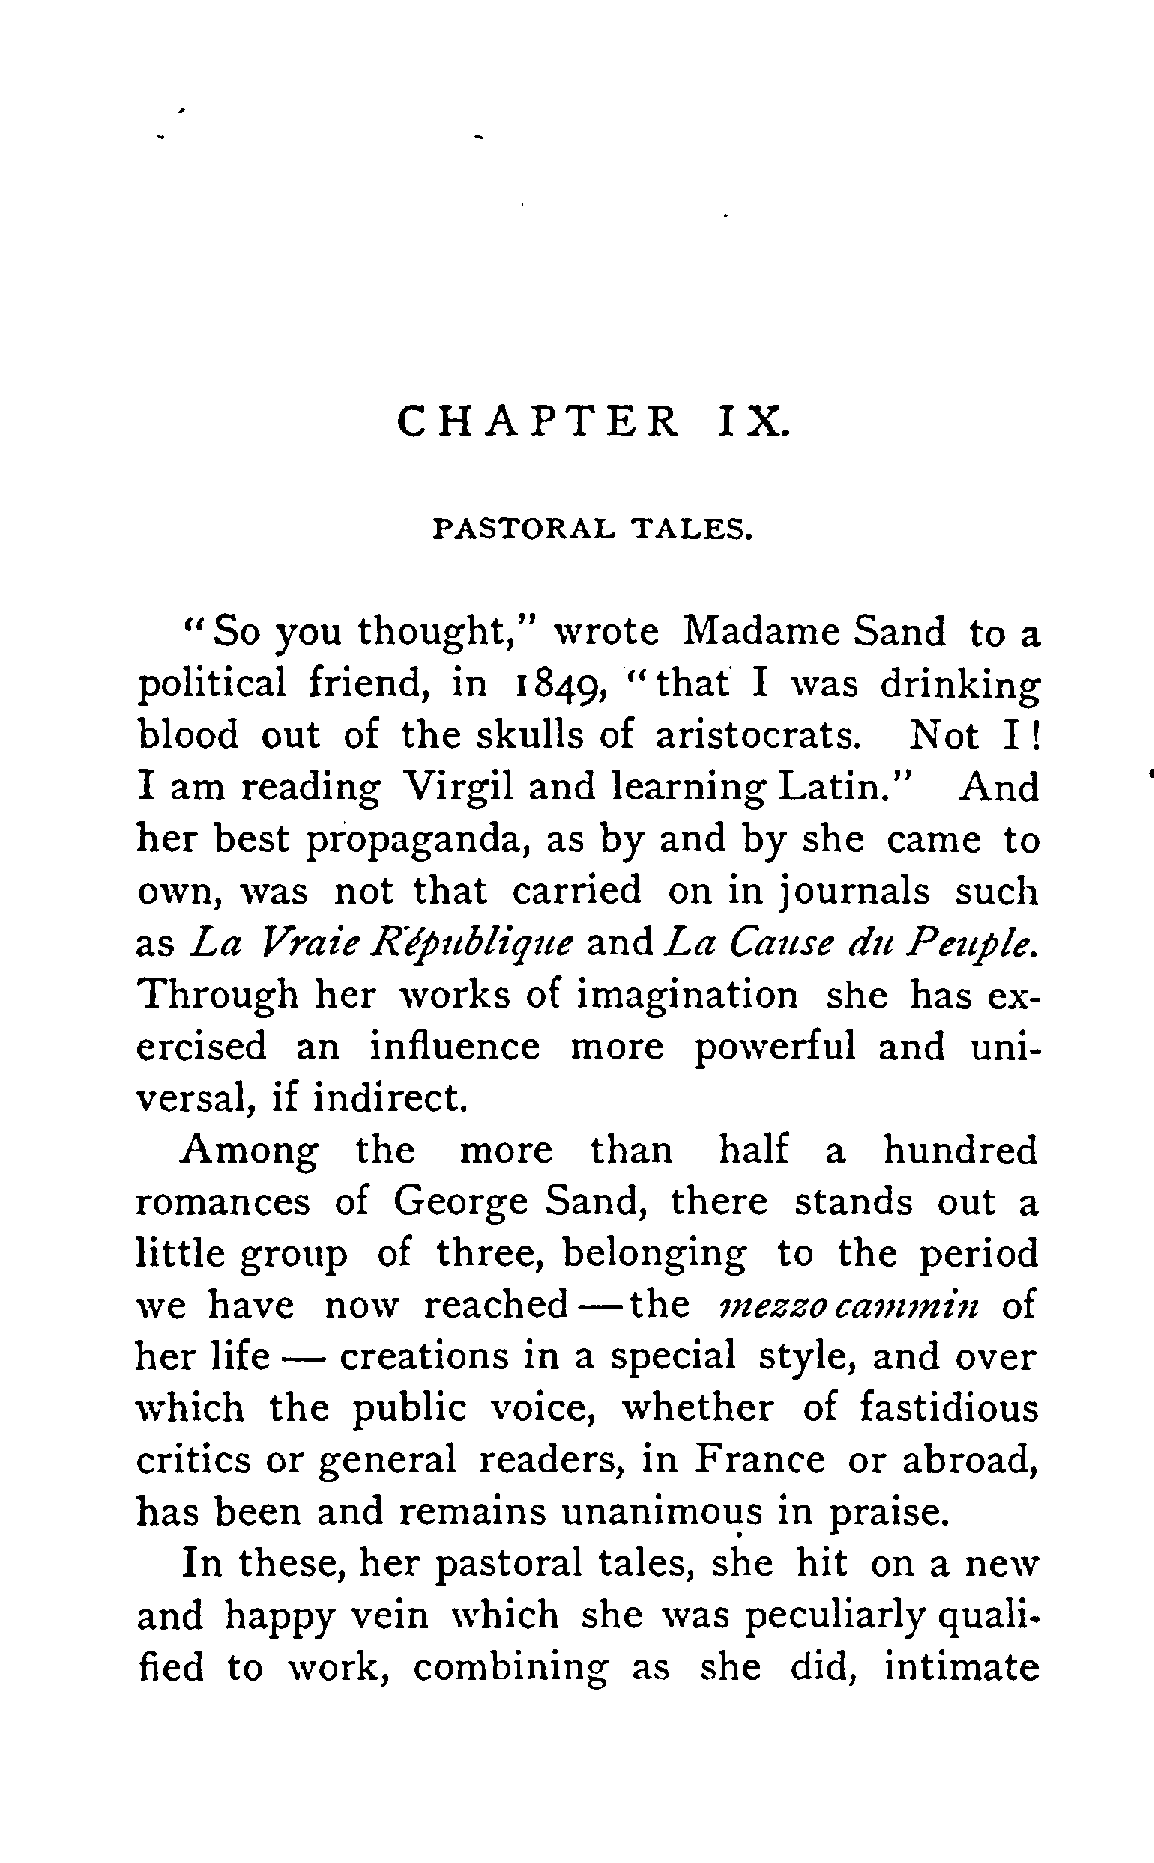 CHAPTER IX.
PASTORAL TALES.
"So you thought," wrote Madame Sand to a
political friend, in 1849, "that I was drinking
blood out of the skulls of aristocrats. Not I!
I am reading Virgil and learning Latin." And
her best propaganda, as by and by she came to
own, was not that carried on in journals such
as La Vraie République and La Cause du Peuple.
Through her works of imagination she has ex-
ercised an influence more powerful and uni-
versal, if indirect.
Among the more than half a hundred
romances of George Sand, there stands out a
little group of three, belonging to the period
we have now reached—the mezzo cammin of
her life — creations in a special style, and over
which the public voice, whether of fastidious
critics or general readers, in France or abroad,
has been and remains unanimous in praise.
In these, her pastoral tales, she hit on a new
and happy vein which she was peculiarly quali-
fied to work, combining as she did, intimate